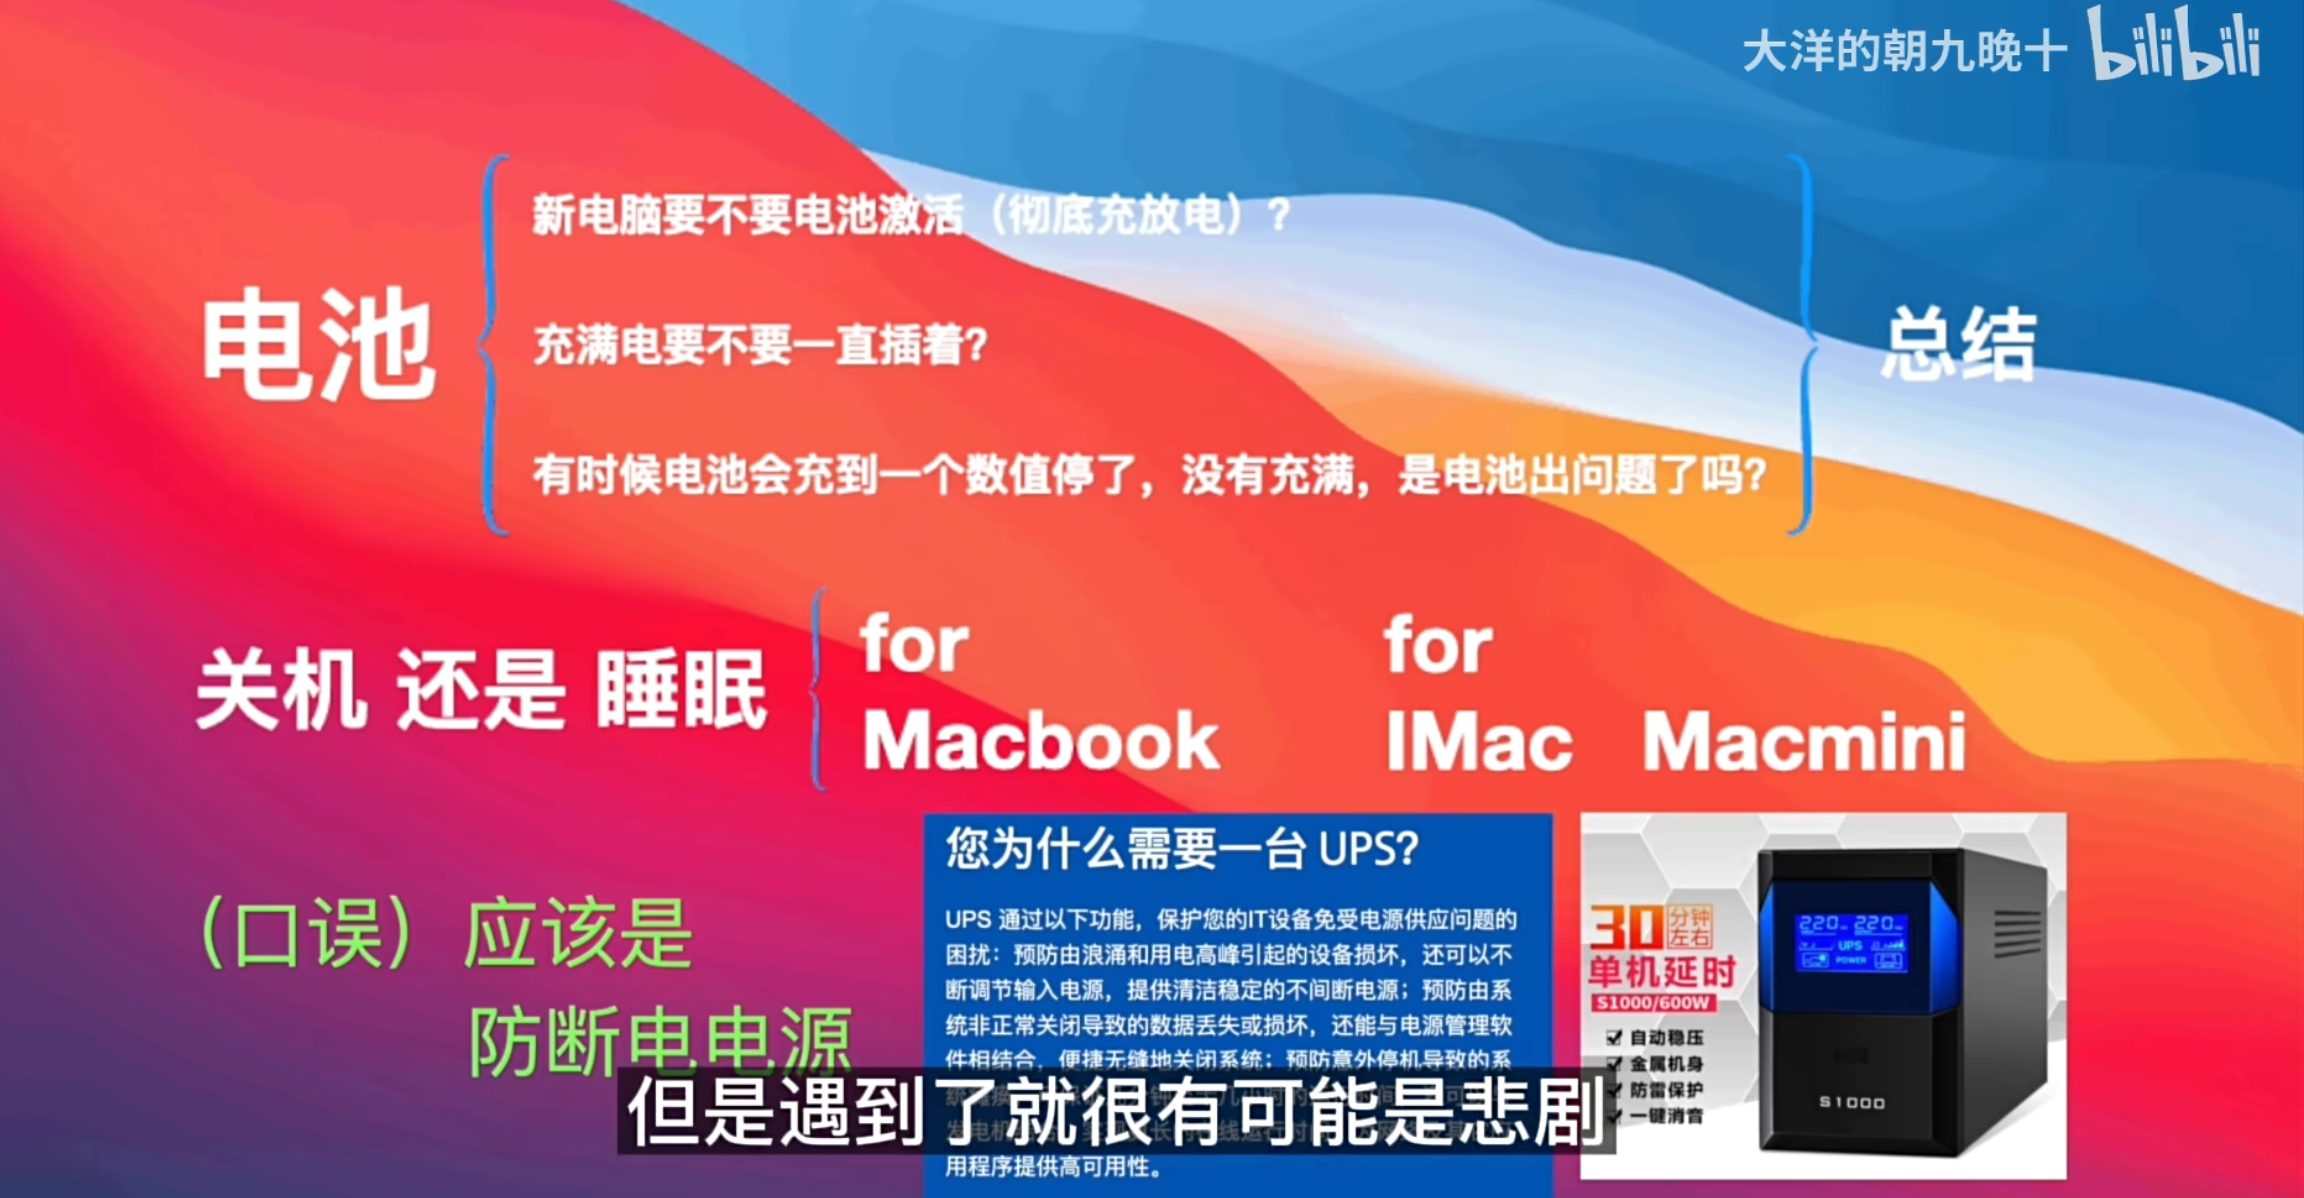 大洋的朝九晚十 bilibili
电池
新电脑要不要电池激活（彻底充放电）?
充满电要不要一直插着?
有时候电池会充到一个数值停了，没有充满，是电池出问题了吗?
总结
关机 还是 睡眠
for
Macbook
for
IMac Macmini
（口误）应该是
防断电电源
您为什么需要一台 UPS?
UPS 通过以下功能，保护您的IT设备免受电源供应问题的
困扰：预防由浪涌和用电高峰引起的设备损坏，还可以不
断调节输入电源，提供清洁稳定的不间断电源；预防由系
统非正常关闭导致的数据丢失或损坏，还能与电源管理软
件相结合，便捷无缝地关闭系统；预防意外停机导致的系
用程序提供高可用性。
30分钟左右
单机延时
S1000/600W
自动稳压
金属机身
防雷保护
一键消音
220 220
UPS
POWER
S1000
但是遇到了就很有可能是悲剧